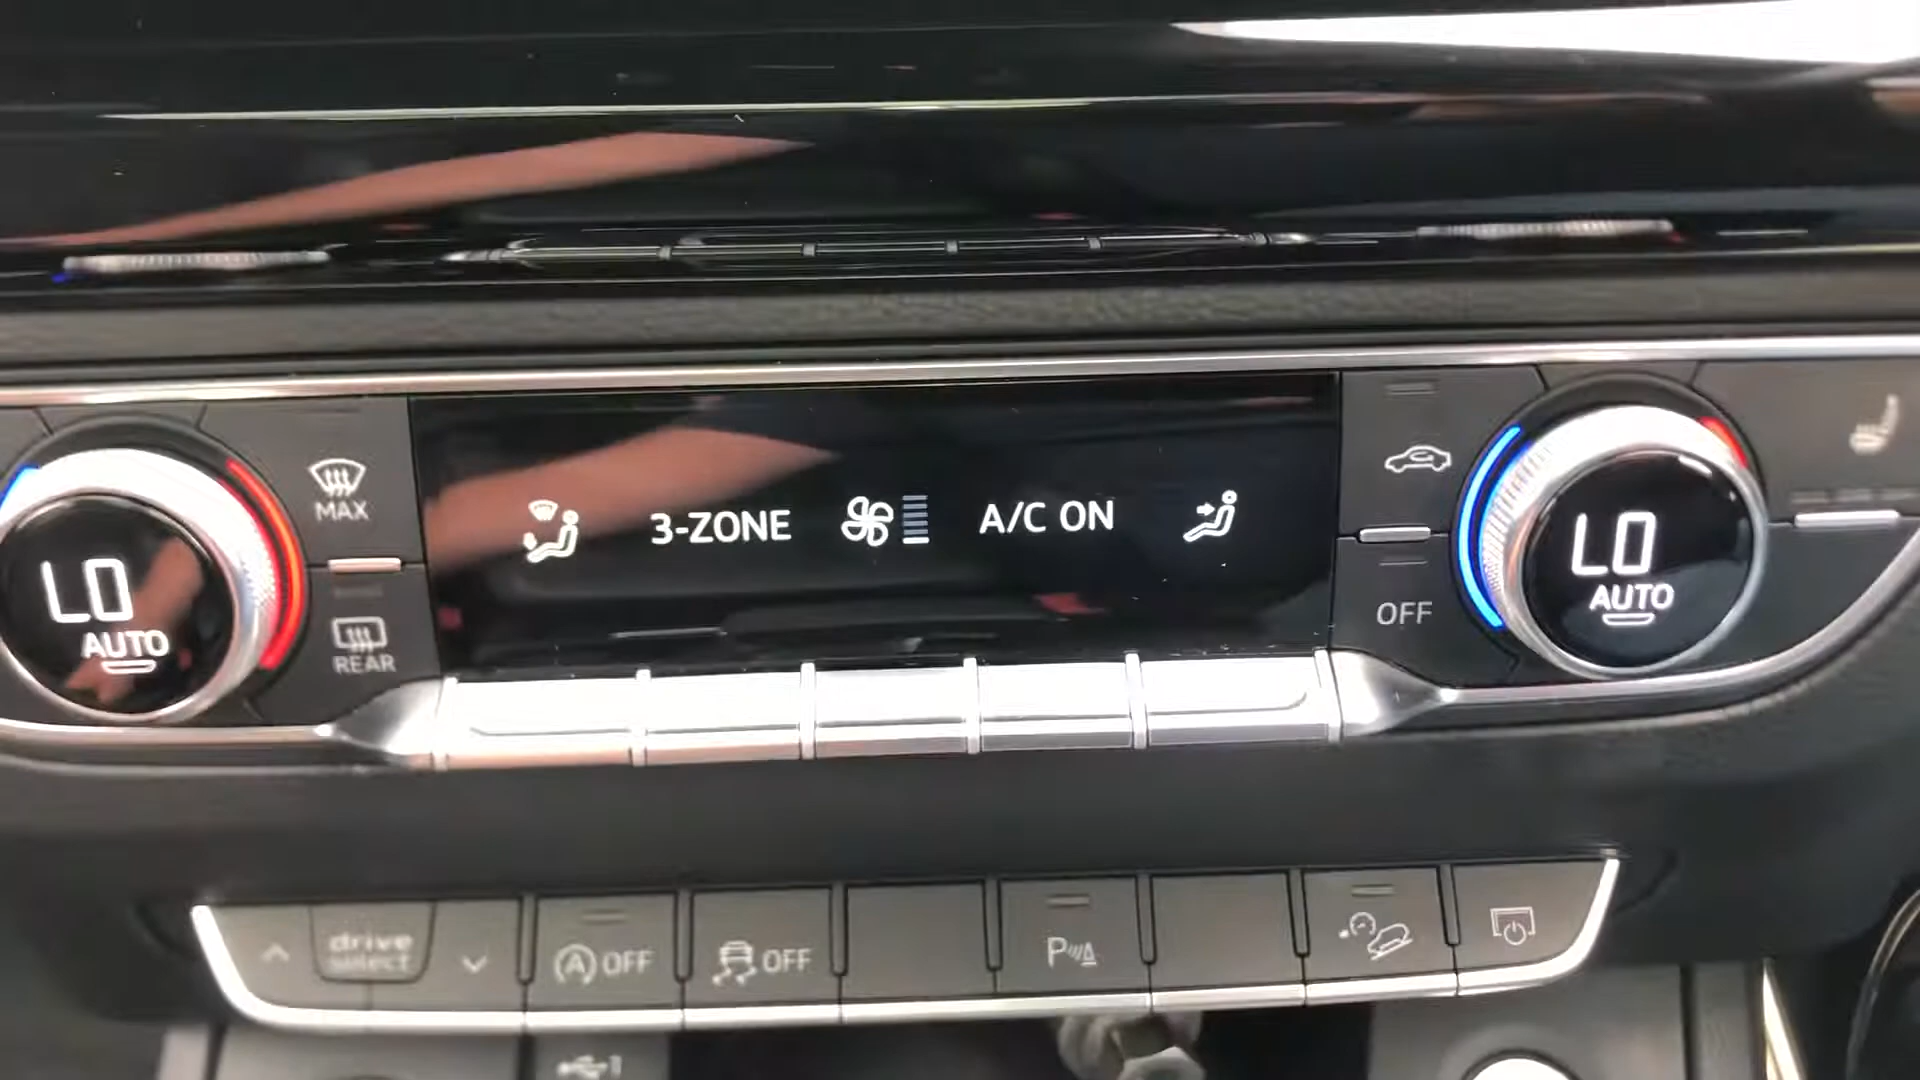 MAX
LO
AUTO
REAR
3-ZONE
A/C ON
OFF
LO
AUTO
drive
select
A OFF
OFF
P